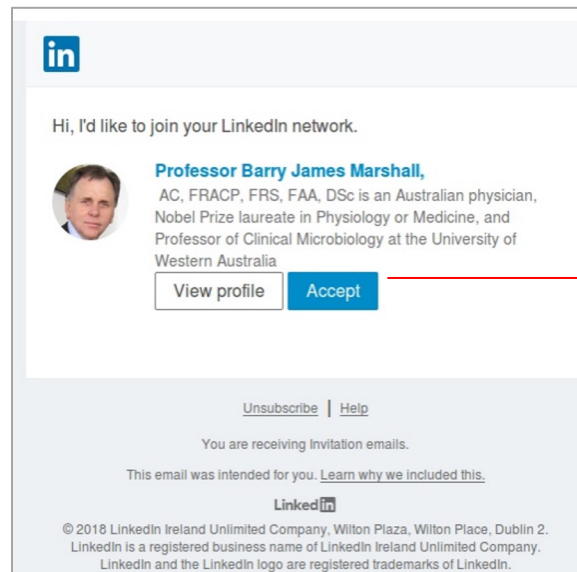 in
Hi, I'd like to join your LinkedIn network.
Professor Barry James Marshall,
AC, FRACP, FRS, FAA, DSc is an Australian physician,
Nobel Prize laureate in Physiology or Medicine, and
Professor of Clinical Microbiology at the University of
Western Australia
View profile Accept
Unsubscribe | Help
You are receiving Invitation emails.
This email was intended for you. Learn why we included this.
Linked in
© 2018 LinkedIn Ireland Unlimited Company, Wilton Plaza, Wilton Place, Dublin 2.
LinkedIn is a registered business name of LinkedIn Ireland Unlimited Company.
LinkedIn and the LinkedIn logo are registered trademarks of LinkedIn.